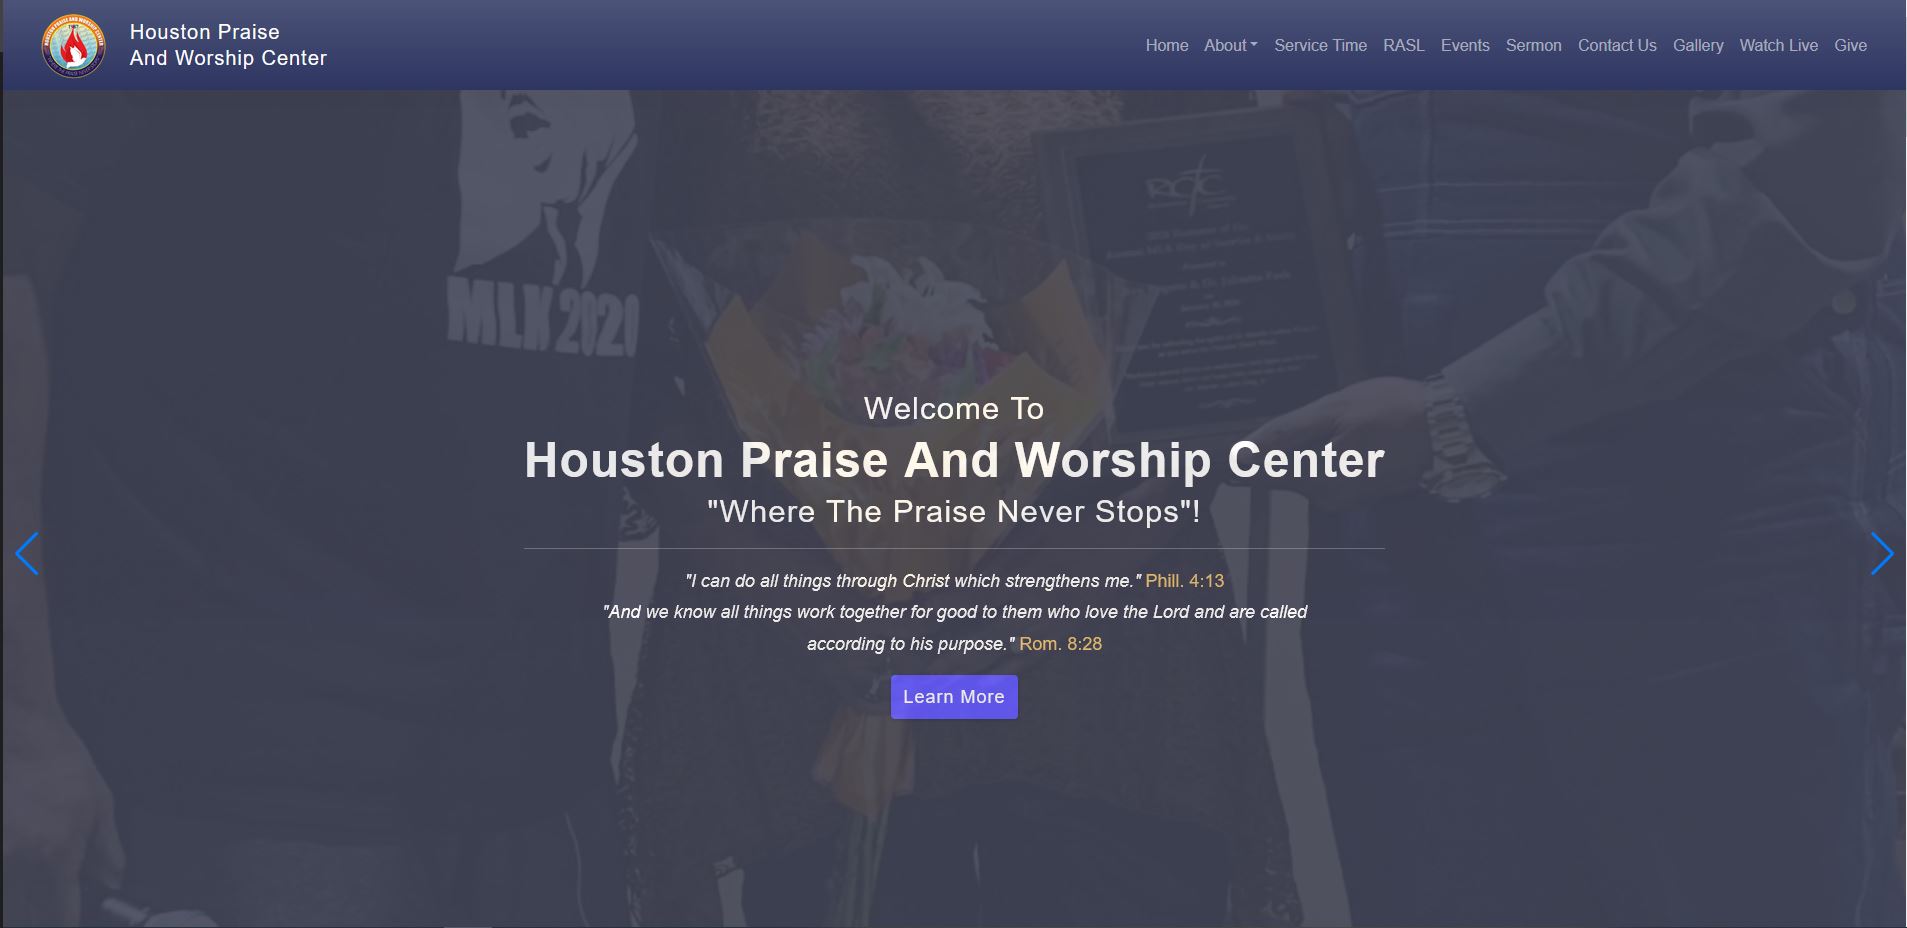 Houston Praise
And Worship Center
Home About Service Time RASL Events Sermon Contact Us Gallery Watch Live Give
RCTC
MLK 2020
Welcome To
Houston Praise And Worship Center
"Where The Praise Never Stops"!
"I can do all things through Christ which strengthens me." Phill. 4:13
"And we know all things work together for good to them who love the Lord and are called
according to his purpose." Rom. 8:28
Learn More